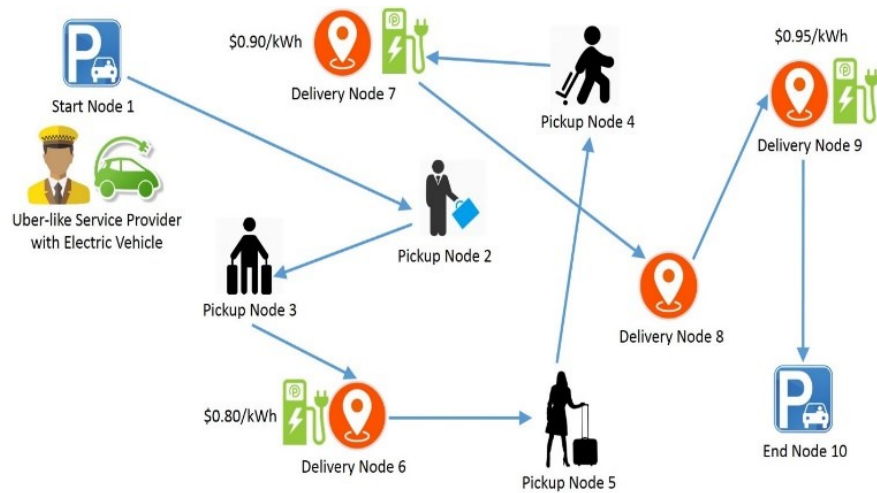 $0.90/kWh
$0.95/kWh
Start Node 1
Delivery Node 7
Pickup Node 4
Delivery Node 9
Uber-like Service Provider
with Electric Vehicle
Pickup Node 2
Pickup Node 3
Delivery Node 8
$0.80/kWh
Delivery Node 6
Pickup Node 5
End Node 10
P
P